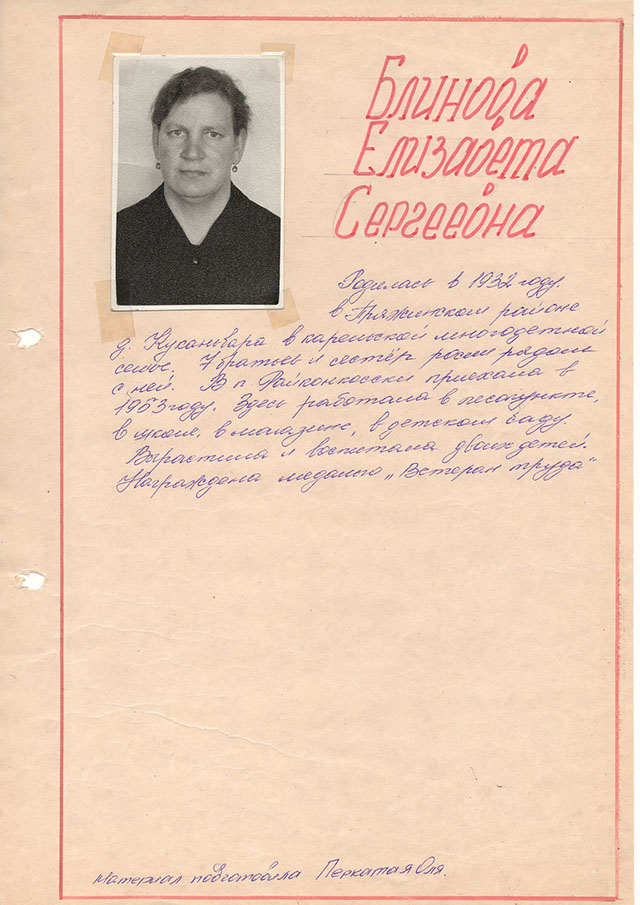 Блинова
Елизавета
Сергеевна
Родилась в 1932 году.
в Пряжинском районе
д. Куханвара в карельской многодетной
семье. 7 братьев и сестёр росли рядом
с ней. В п Райконкоски приехала в
1953 году. Здесь работала в лесопункте,
в школе, в магазине, в детском саду.
Вырастила и воспитала двоих детей.
Награждена медалью „Ветеран труда“
Материал подготовила Перкатая Оля.